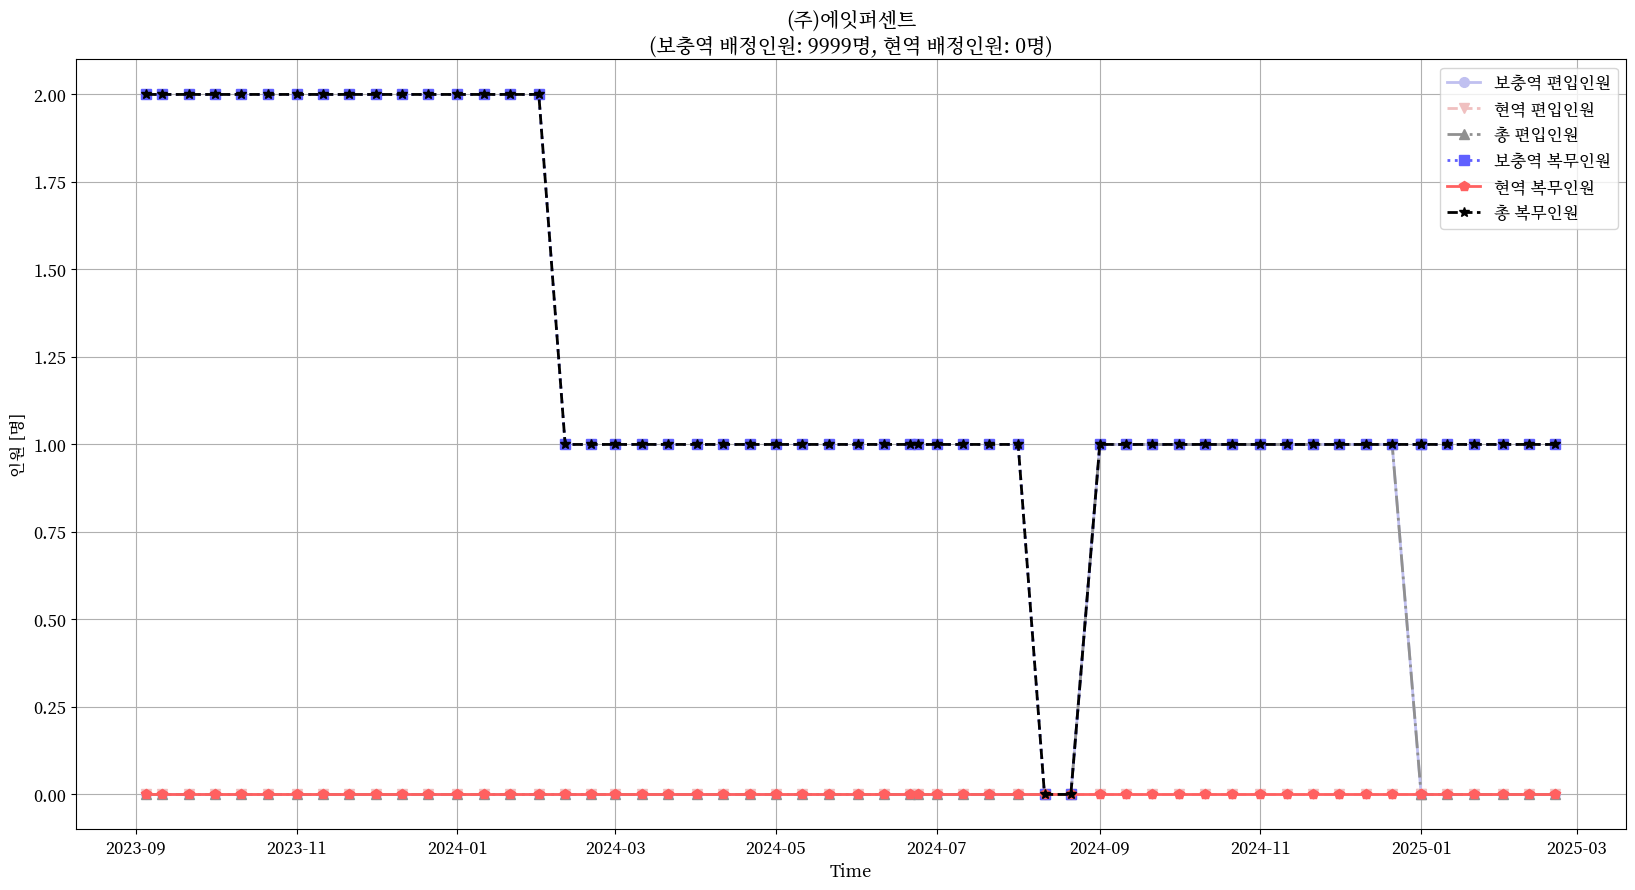 (주)에잇퍼센트
(보충역 배정인원: 9999명, 현역 배정인원: 0명)
보충역 편입인원
현역 편입인원
총 편입인원
보충역 복무인원
현역 복무인원
총 복무인원
인원 [명]
2.00
1.75
1.50
1.25
1.00
0.75
0.50
0.25
0.00
2023-09 2023-11 2024-01 2024-03 2024-05 2024-07 2024-09 2024-11 2025-01 2025-03
Time